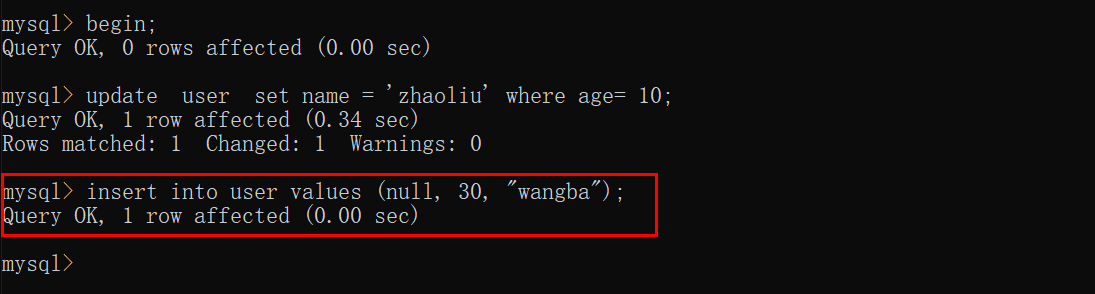 mysql> begin;
Query OK, 0 rows affected (0.00 sec)
mysql> update  user  set name = 'zhaoliu' where age= 10;
Query OK, 1 row affected (0.34 sec)
Rows matched: 1  Changed: 1  Warnings: 0
mysql> insert into user values (null, 30, "wangba");
Query OK, 1 row affected (0.00 sec)
mysql>